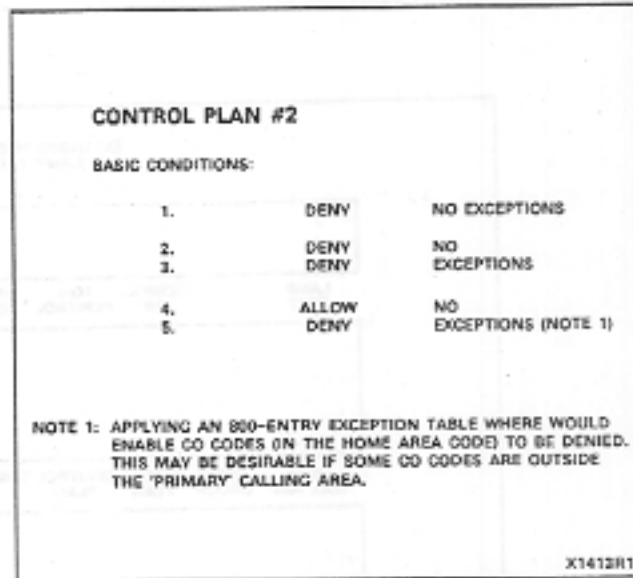 CONTROL PLAN #2
BASIC CONDITIONS:
1. DENY NO EXCEPTIONS
2. DENY NO
3. DENY EXCEPTIONS
4. ALLOW NO
5. DENY EXCEPTIONS (NOTE 1)
NOTE 1: APPLYING AN 800-ENTRY EXCEPTION TABLE WHERE WOULD
ENABLE CO CODES (IN THE HOME AREA CODE) TO BE DENIED.
THIS MAY BE DESIRABLE IF SOME CO CODES ARE OUTSIDE
THE 'PRIMARY' CALLING AREA.
X1412R1